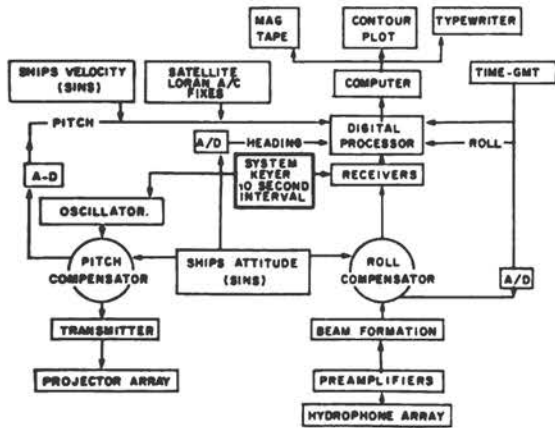 MAG
TAPE
CONTOUR
PLOT
TYPEWRITER
SHIPS VELOCITY
(SINS)
SATELLITE
LORAN A/C
FIXES
COMPUTER
TIME-GMT
PITCH
A/D
HEADING
DIGITAL
PROCESSOR
ROLL
A-D
SYSTEM
KEYER
10 SECOND
INTERVAL
RECEIVERS
OSCILLATOR.
PITCH
COMPENSATOR
SHIPS ATTITUDE
(SINS)
ROLL
COMPENSATOR
A/D
TRANSMITTER
BEAM FORMATION
PROJECTOR ARRAY
PREAMPLIFIERS
HYDROPHONE ARRAY